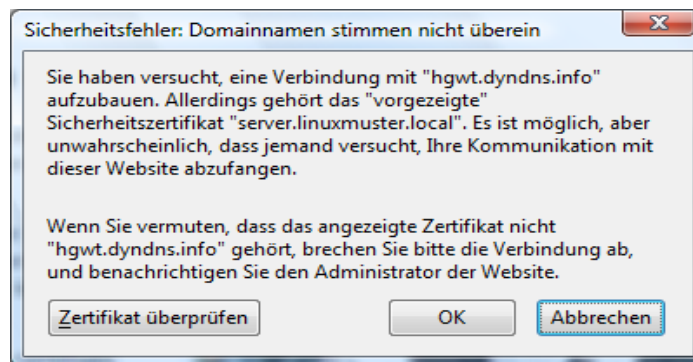 Sicherheitsfehler: Domainnamen stimmen nicht überein
Sie haben versucht, eine Verbindung mit "hgwt.dyndns.info"
aufzubauen. Allerdings gehört das "vorgezeigte"
Sicherheitszertifikat "server.linuxmuster.local". Es ist möglich, aber
unwahrscheinlich, dass jemand versucht, Ihre Kommunikation mit
dieser Website abzufangen.
Wenn Sie vermuten, dass das angezeigte Zertifikat nicht
"hgwt.dyndns.info" gehört, brechen Sie bitte die Verbindung ab,
und benachrichtigen Sie den Administrator der Website.
Zertifikat überprüfen OK Abbrechen